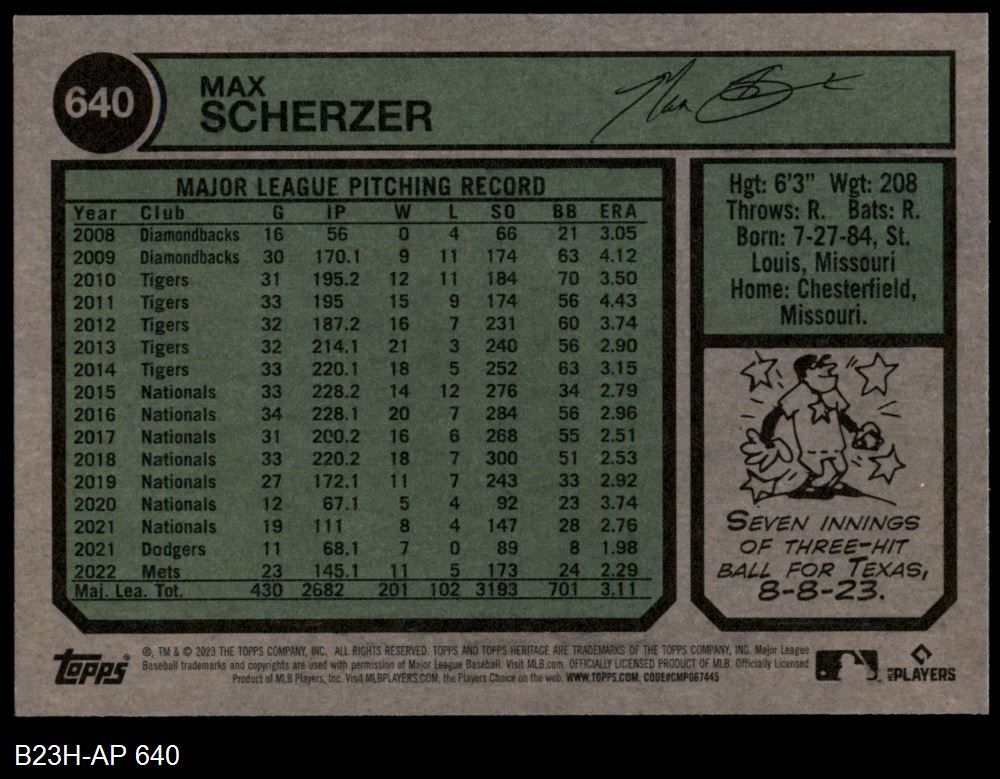 640
MAX
SCHERZER
Max S
MAJOR LEAGUE PITCHING RECORD
Year Club G IP W L SO BB ERA
2008 Diamondbacks 16 56 0 4 66 21 3.05
2009 Diamondbacks 30 170.1 9 11 174 63 4.12
2010 Tigers 31 195.2 12 11 184 70 3.50
2011 Tigers 33 195 15 9 174 56 4.43
2012 Tigers 32 187.2 16 7 231 60 3.74
2013 Tigers 32 214.1 21 3 240 56 2.90
2014 Tigers 33 220.1 18 5 252 63 3.15
2015 Nationals 33 228.2 14 12 276 34 2.79
2016 Nationals 34 228.1 20 7 284 56 2.96
2017 Nationals 31 200.2 16 6 268 55 2.51
2018 Nationals 33 220.2 18 7 300 51 2.53
2019 Nationals 27 172.1 11 7 243 33 2.92
2020 Nationals 12 67.1 5 4 92 23 3.74
2021 Nationals 19 111 8 4 147 28 2.76
2021 Dodgers 11 68.1 7 0 89 8 1.98
2022 Mets 23 145.1 11 5 173 24 2.29
Maj. Lea. Tot. 430 2682 201 102 3193 701 3.11
Hgt: 6'3" Wgt: 208
Throws: R. Bats: R.
Born: 7-27-84, St.
Louis, Missouri
Home: Chesterfield,
Missouri.
SEVEN INNINGS
OF THREE-HIT
BALL FOR TEXAS,
8-8-23.
Topps®
®, TM & © 2023 THE TOPPS COMPANY, INC. ALL RIGHTS RESERVED. TOPPS AND TOPPS HERITAGE ARE TRADEMARKS OF THE TOPPS COMPANY, INC. Major League
Baseball trademarks and copyrights are used with permission of Major League Baseball. Visit MLB.com. OFFICIALLY LICENSED PRODUCT OF MLB. Officially Licensed
Product of MLB Players, Inc. Visit MLBPLAYERS.COM, the Players Choice on the web. WWW.TOPPS.COM, CODE#CMP067445
MLB PLAYERS
B23H-AP 640